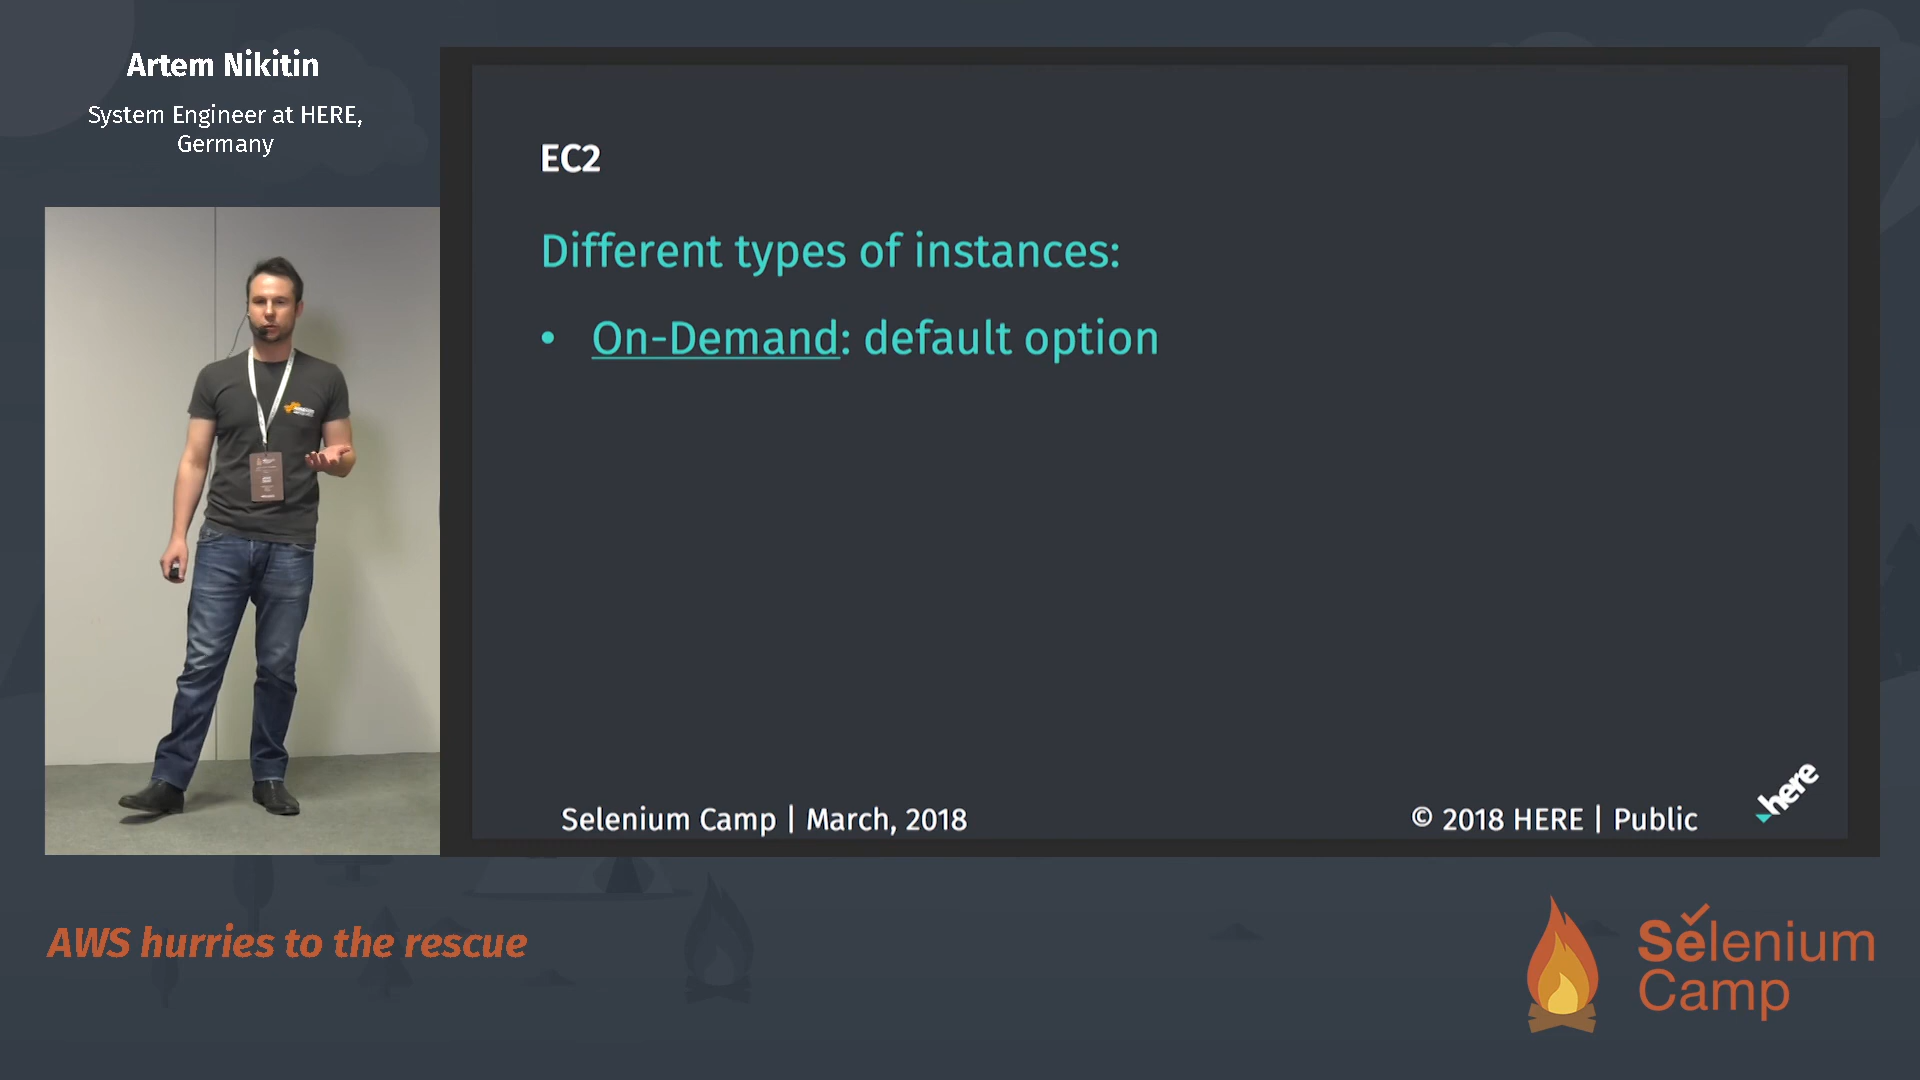 Artem Nikitin
System Engineer at HERE,
Germany
EC2
Different types of instances:
• On-Demand: default option
Selenium Camp | March, 2018
© 2018 HERE | Public
here
AWS hurries to the rescue
Selenium
Camp